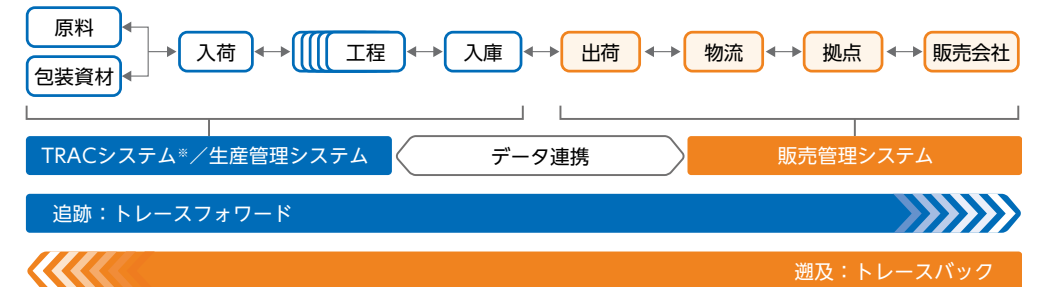 原料
包装資材
入荷
工程
入庫
出荷
物流
拠点
販売会社
TRACシステム※／生産管理システム
データ連携
販売管理システム
追跡：トレースフォワード
遡及：トレースバック